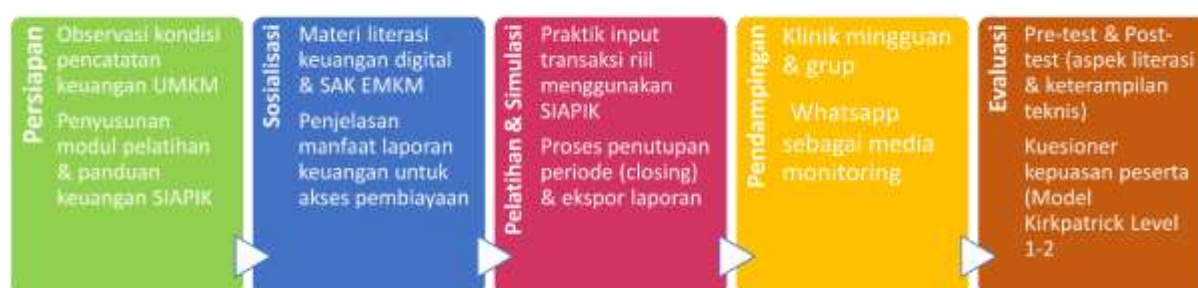 Persiapan
Observasi kondisi
pencatatan
keuangan UMKM
Penyusunan
modul pelatihan
& panduan
keuangan SIAPIK
Sosialisasi
Materi literasi
keuangan digital
& SAK EMKM
Penjelasan
manfaat laporan
keuangan untuk
akses pembiayaan
Pelatihan & Simulasi
Praktik input
transaksi riil
menggunakan
SIAPIK
Proses penutupan
periode (closing)
& ekspor laporan
Pendampingan
Klinik mingguan
& grup
Whatsapp
sebagai media
monitoring
Evaluasi
Pre-test & Post-
test (aspek literasi
& keterampilan
teknis)
Kuesioner
kepuasan peserta
(Model
Kirkpatrick Level
1-2